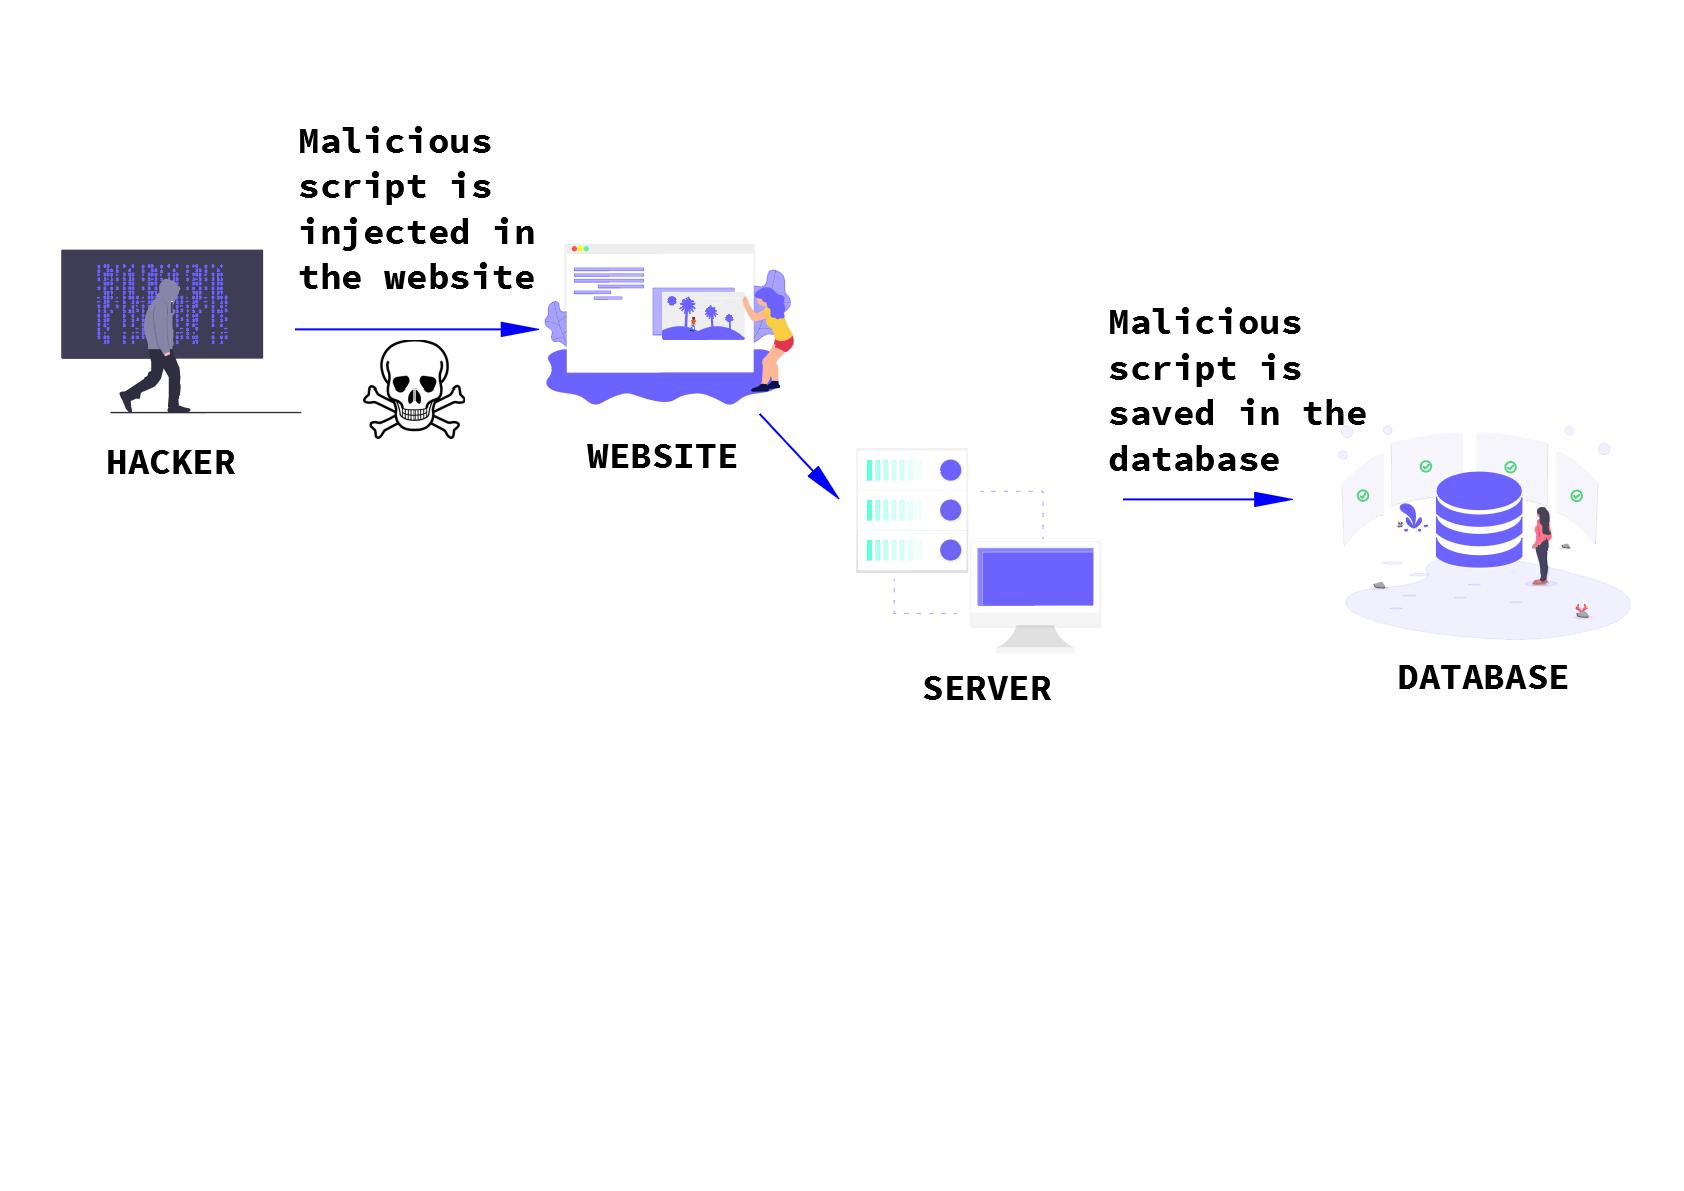 Malicious
script is
injected in
the website
HACKER
WEBSITE
Malicious
script is
saved in the
database
SERVER
DATABASE